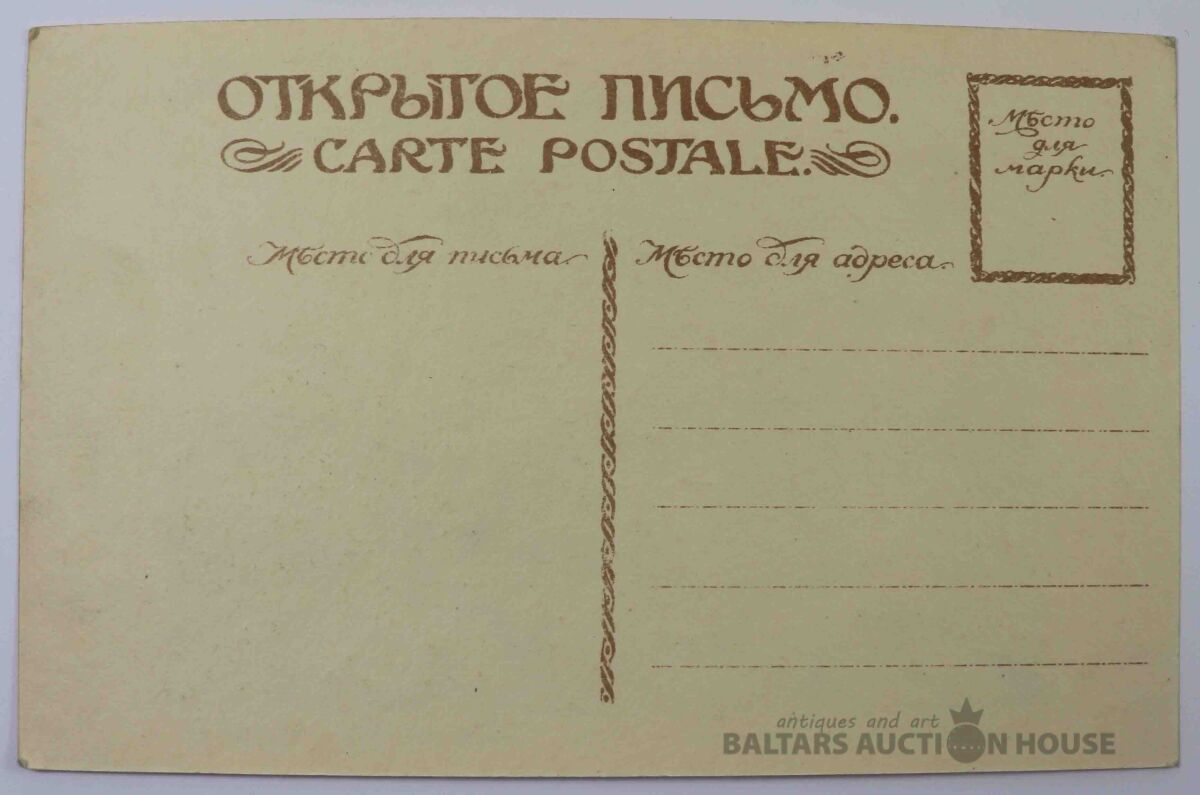 ОТКРЫТОЕ ПИСЬМО.
CARTE POSTALE.
Мѣсто
для
марки.
Мѣсто для письма.
Мѣсто для адреса.
antiques and art
BALTARS AUCTION HOUSE